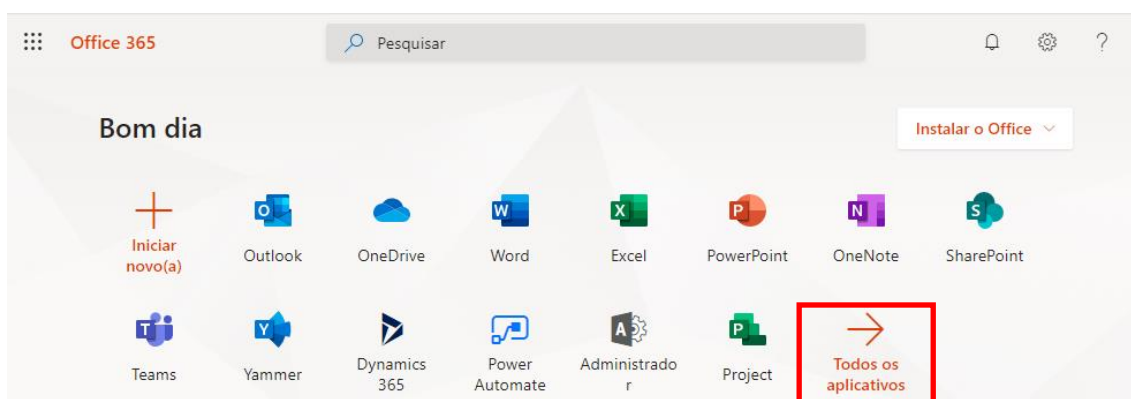 Office 365
Pesquisar
?
Bom dia
Instalar o Office
Iniciar
novo(a)
Outlook
OneDrive
Word
Excel
PowerPoint
OneNote
SharePoint
Teams
Yammer
Dynamics
365
Power
Automate
Administrado
r
Project
Todos os
aplicativos